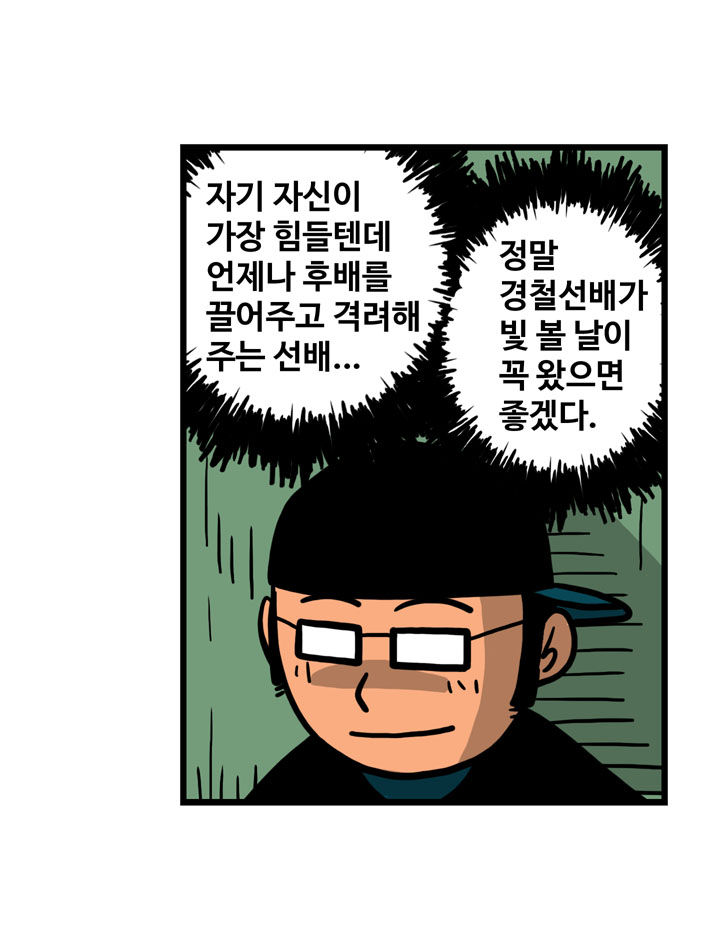 자기 자신이
가장 힘들텐데
언제나 후배를
끌어주고 격려해
주는 선배...
정말
경철선배가
빛 볼 날이
꼭 왔으면
좋겠다.